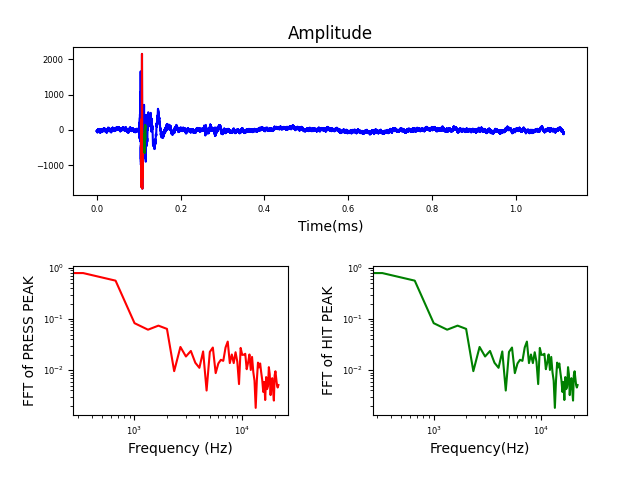 Amplitude
2000
1000
0
−1000
0.0 0.2 0.4 0.6 0.8 1.0
Time(ms)
FFT of PRESS PEAK
10⁰
10⁻¹
10⁻²
10³ 10⁴
Frequency (Hz)
FFT of HIT PEAK
10⁰
10⁻¹
10⁻²
10³ 10⁴
Frequency(Hz)